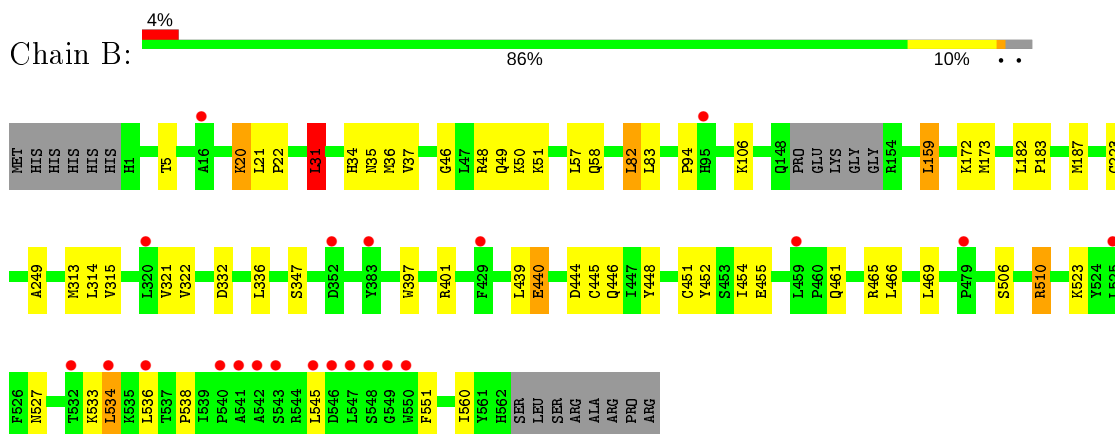 4%
Chain B:
86%
10%
• •
MET HIS HIS HIS HIS HIS H1 T5 A16 K20 L21 P22 L31 H34 N35 M36 V37 G46 L47 R48 Q49 K50 K51 L57 Q58 L82 L83 P94 H95 K106 Q148 PRO GLU LYS GLY GLY R154 L159 K172 M173 L182 P183 M187
A249 M313 L314 V315 L320 V321 V322 D332 L336 S347 D352 Y383 W397 R401 F429 L439 E440 D444 C445 Q446 I447 Y448 C451 Y452 S453 I454 E455 L459 P460 Q461 R465 L466 L469 P479 S506 R510 K523 Y524 L525
F526 N527 T532 K533 L534 K535 L536 T537 P538 I539 P540 W541 A542 S543 R544 L545 D546 L547 S548 G549 W550 F551 I560 Y561 H562 SER LEU SER ARG ALA ARG PRO ARG